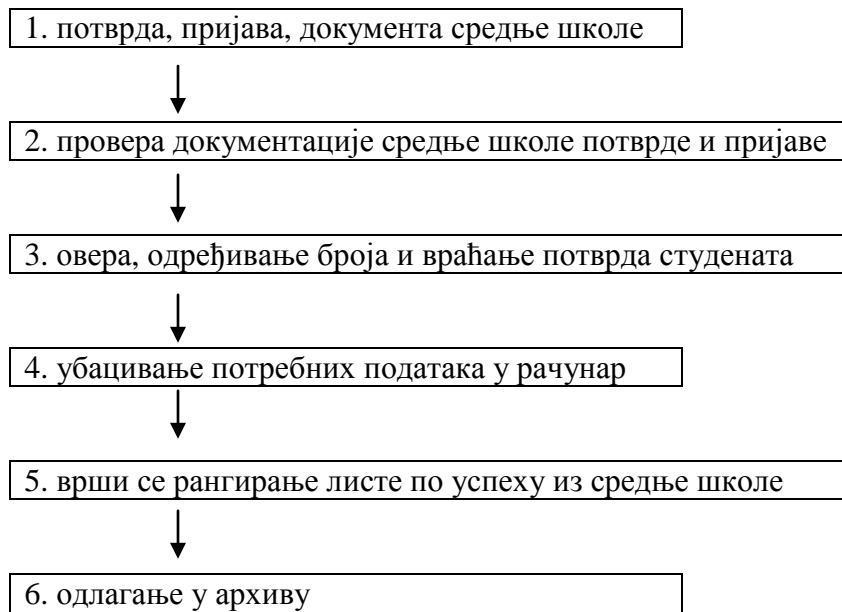 1. потврда, пријава, документа средње школе
2. провера документације средње школе потврде и пријаве
3. овера, одређивање броја и враћање потврда студената
4. убацивање потребних података у рачунар
5. врши се рангирање листе по успеху из средње школе
6. одлагање у архиву